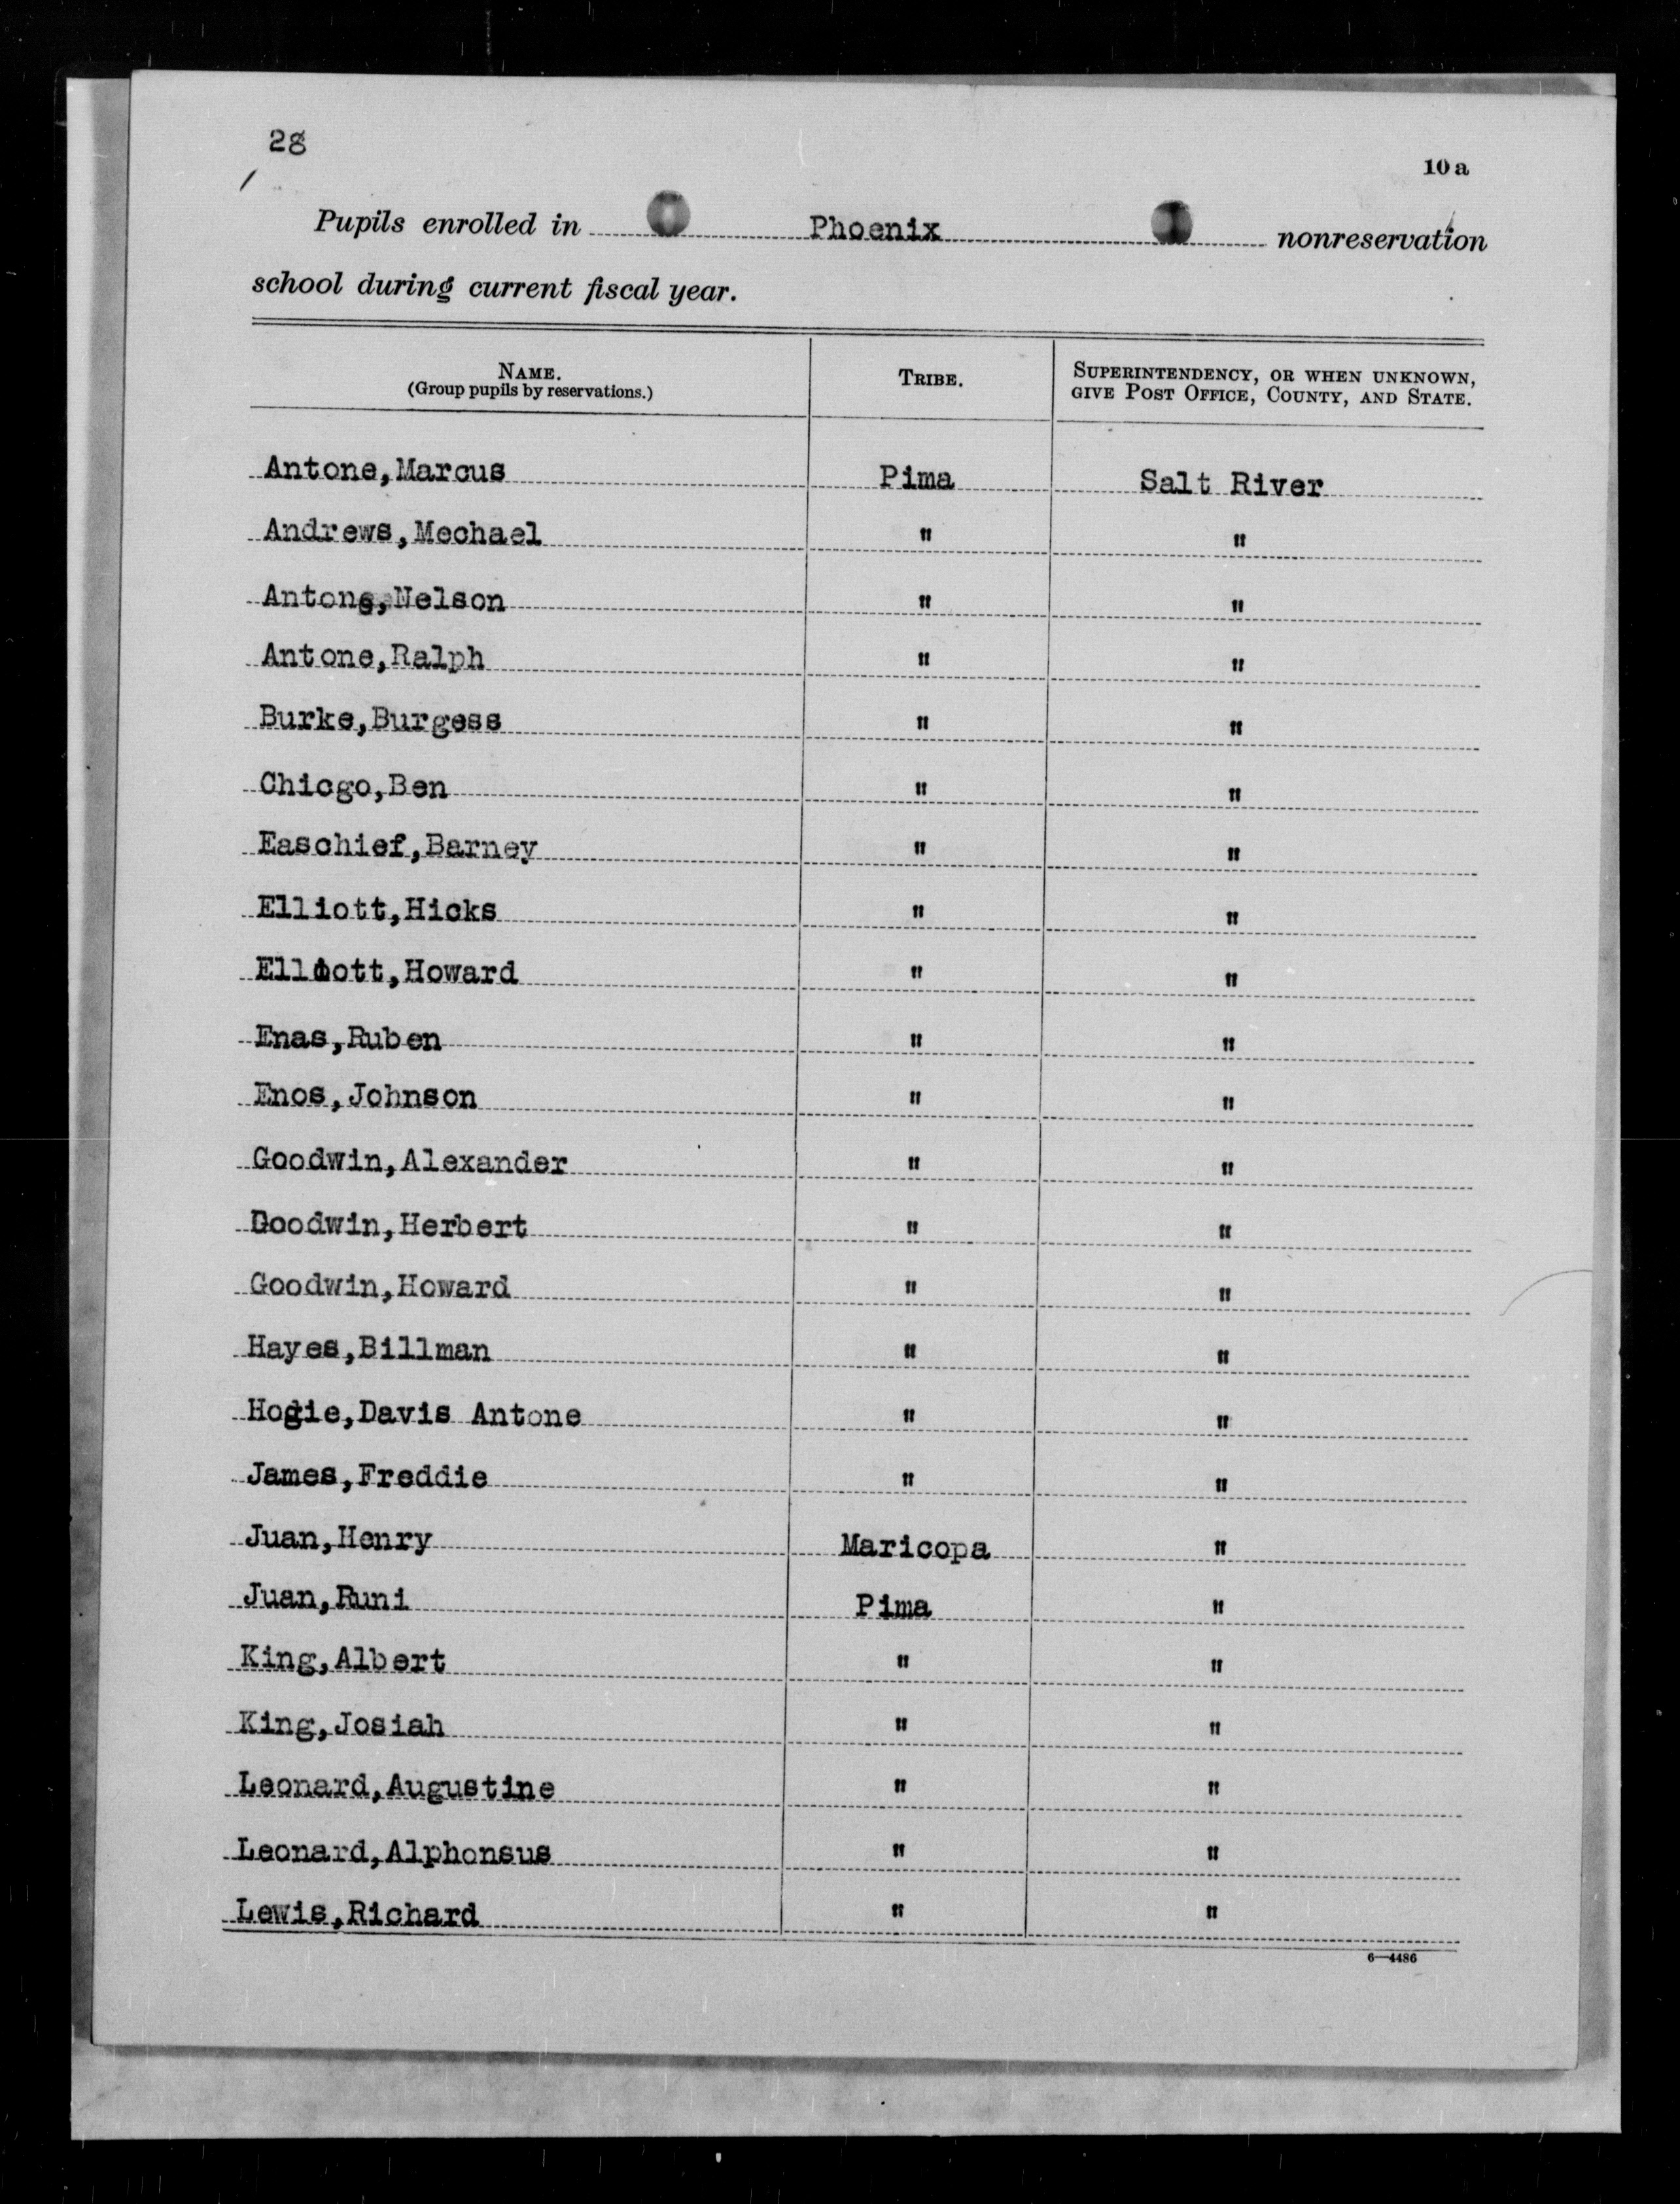 28
10 a
Pupils enrolled in Phoenix nonreservation
school during current fiscal year.
NAME. TRIBE. SUPERINTENDENCY, OR WHEN UNKNOWN,
(Group pupils by reservations.) GIVE POST OFFICE, COUNTY, AND STATE.
Antone,Marcus Pima Salt River
Andrews,Mechael " "
Antone,Nelson " "
Antone,Ralph " "
Burke,Burgess " "
Chicgo,Ben " "
Easchief,Barney " "
Elliott,Hicks " "
Elliott,Howard " "
Enas,Ruben " "
Enos,Johnson " "
Goodwin,Alexander " "
Goodwin,Herbert " "
Goodwin,Howard " "
Hayes,Billman " "
Hogie,Davis Antone " "
James,Freddie " "
Juan,Henry Maricopa "
Juan,Runi Pima "
King,Albert " "
King,Josiah " "
Leonard,Augustine " "
Leonard,Alphonsus " "
Lewis,Richard " "
6—4486